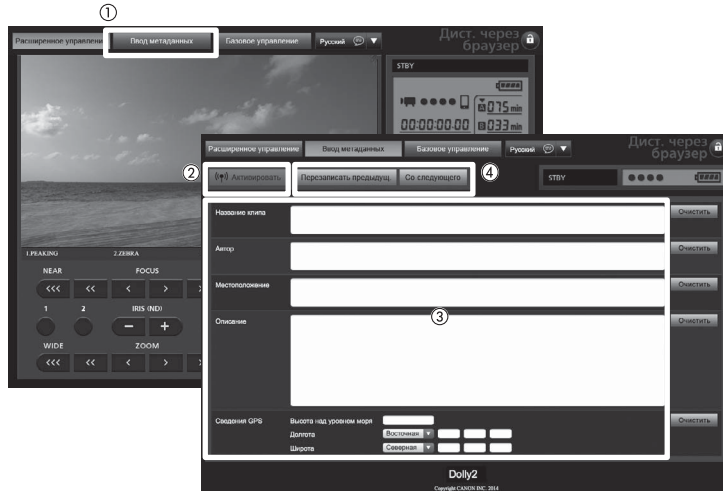 ①
Расширенное управление Ввод метаданных Базовое управление Русский ▼ Дист. через браузер
STBY
075 min
00:00:00.00 B 033 min
1.PEAKING 2.ZEBRA
NEAR FOCUS
<<< << < >
1 2 IRIS (ND)
− +
WIDE ZOOM
<<< << < >
Расширенное управление Ввод метаданных Базовое управление Русский ▼ Дист. через браузер
② Активировать Перезаписать предыдущ. Со следующего ④ STBY
Название клипа Очистить
Автор Очистить
Местоположение Очистить
Описание ③ Очистить
Сведения GPS Высота над уровнем моря Очистить
Долгота Восточная ▼
Широта Северная ▼
Dolly2
Copyright CANON INC. 2014